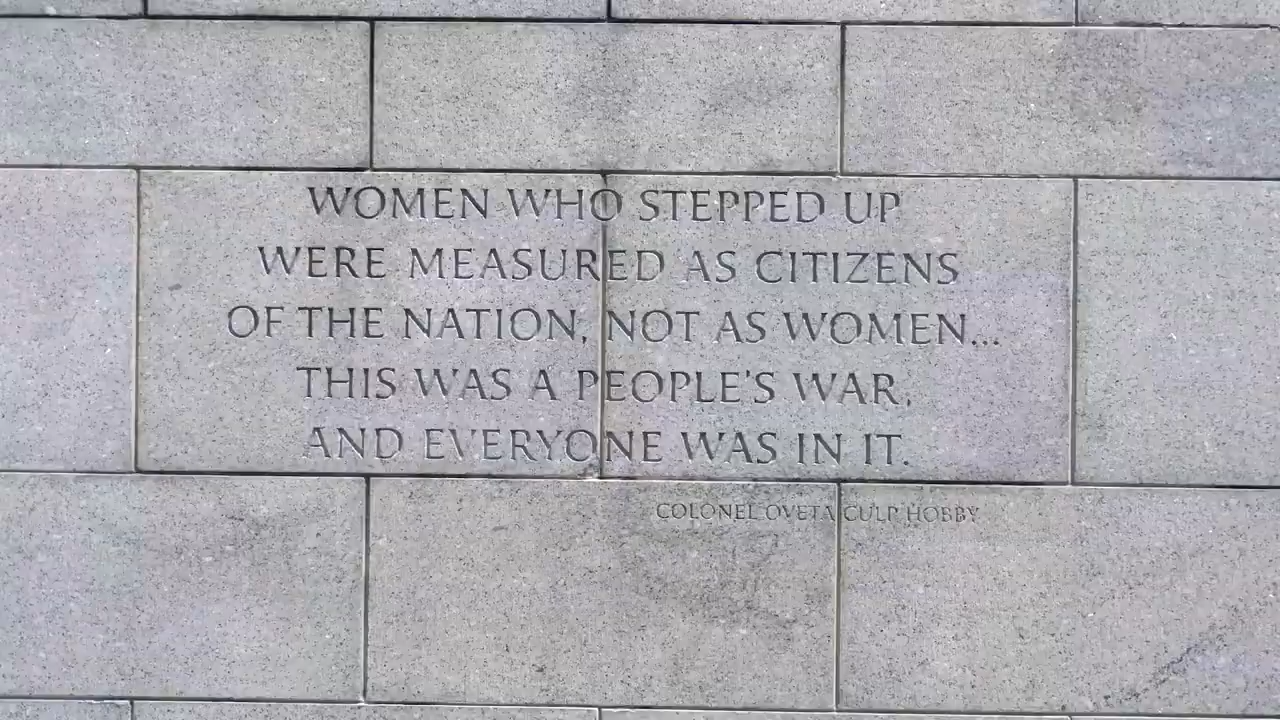 WOMEN WHO STEPPED UP
WERE MEASURED AS CITIZENS
OF THE NATION, NOT AS WOMEN...
THIS WAS A PEOPLE'S WAR,
AND EVERYONE WAS IN IT.
COLONEL OVETA CULP HOBBY